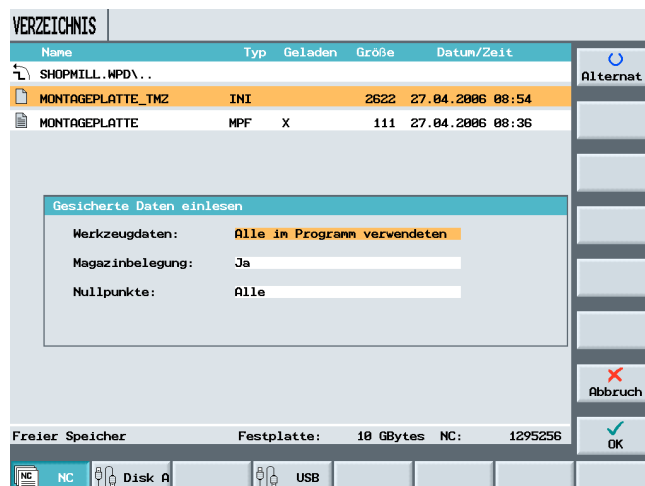 VERZEICHNIS
Name Typ Geladen Größe Datum/Zeit
SHOPMILL.WPD\..
MONTAGEPLATTE_TMZ INI 2622 27.04.2006 08:54
MONTAGEPLATTE MPF X 111 27.04.2006 08:36
Gesicherte Daten einlesen
Werkzeugdaten: Alle im Programm verwendeten
Magazinbelegung: Ja
Nullpunkte: Alle
Freier Speicher Festplatte: 10 GBytes NC: 1295256
Alternat
Abbruch
OK
NC NC Disk A USB